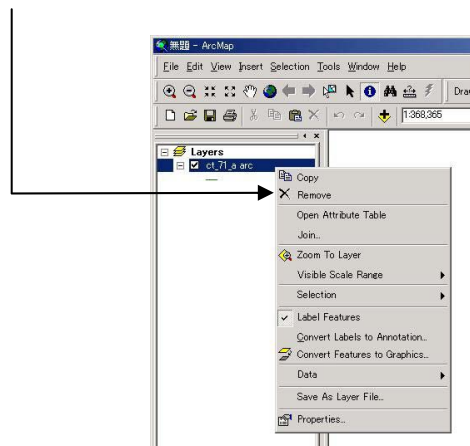 無題 - ArcMap
File Edit View Insert Selection Tools Window Help
Draw
1:368,365
Layers
ct_71_a arc
Copy
Remove
Open Attribute Table
Join..
Zoom To Layer
Visible Scale Range
Selection
Label Features
Convert Labels to Annotation..
Convert Features to Graphics..
Data
Save As Layer File..
Properties..